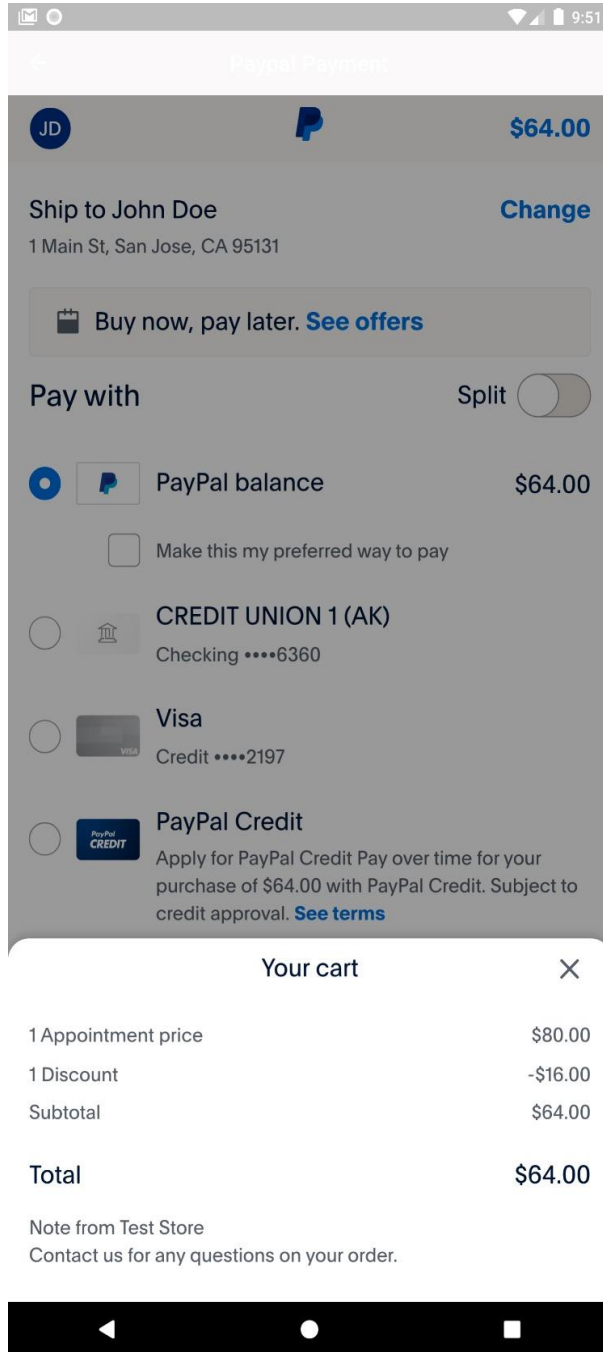 9:51
Paypal Payment
JD
$64.00
Ship to John Doe
Change
1 Main St, San Jose, CA 95131
Buy now, pay later. See offers
Pay with
Split
PayPal balance
$64.00
Make this my preferred way to pay
CREDIT UNION 1 (AK)
Checking ••••6360
VISA
Visa
Credit ••••2197
PayPal
CREDIT
PayPal Credit
Apply for PayPal Credit Pay over time for your
purchase of $64.00 with PayPal Credit. Subject to
credit approval. See terms
Your cart
1 Appointment price
$80.00
1 Discount
-$16.00
Subtotal
$64.00
Total
$64.00
Note from Test Store
Contact us for any questions on your order.